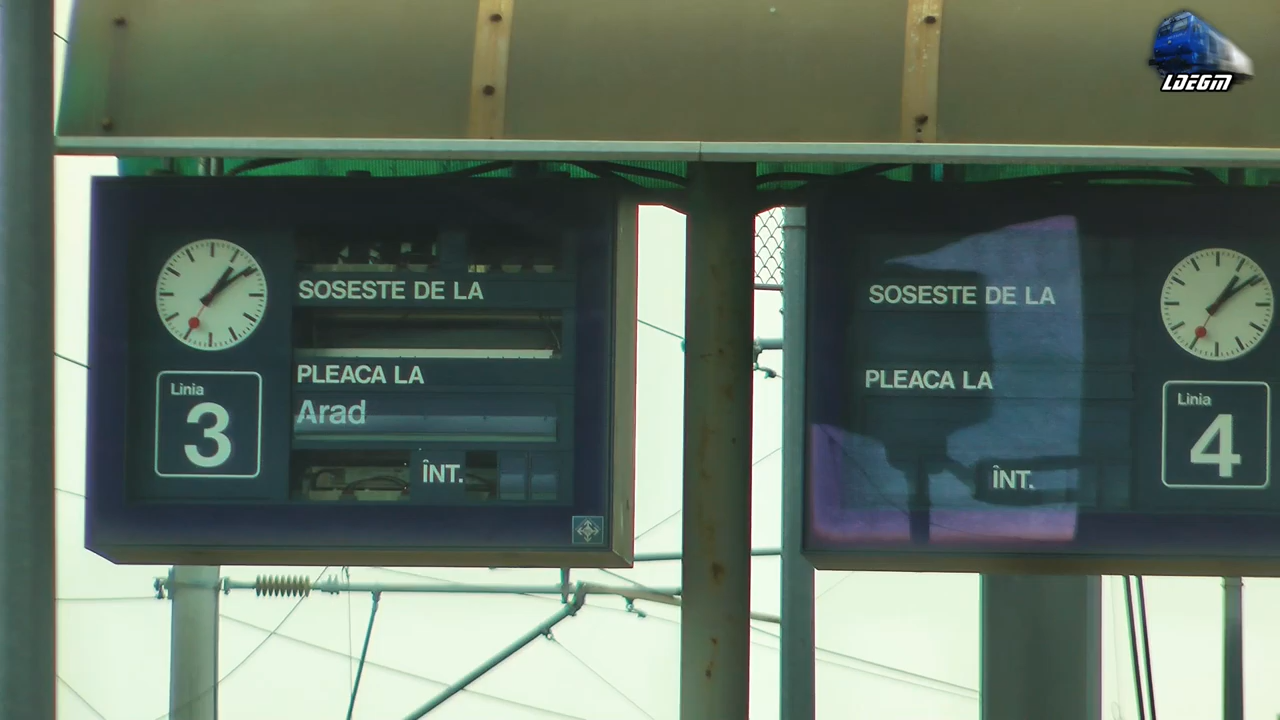 LDEGM
SOSESTE DE LA
PLEACA LA
Arad
ÎNT.
Linia
3
SOSESTE DE LA
PLEACA LA
ÎNT.
Linia
4